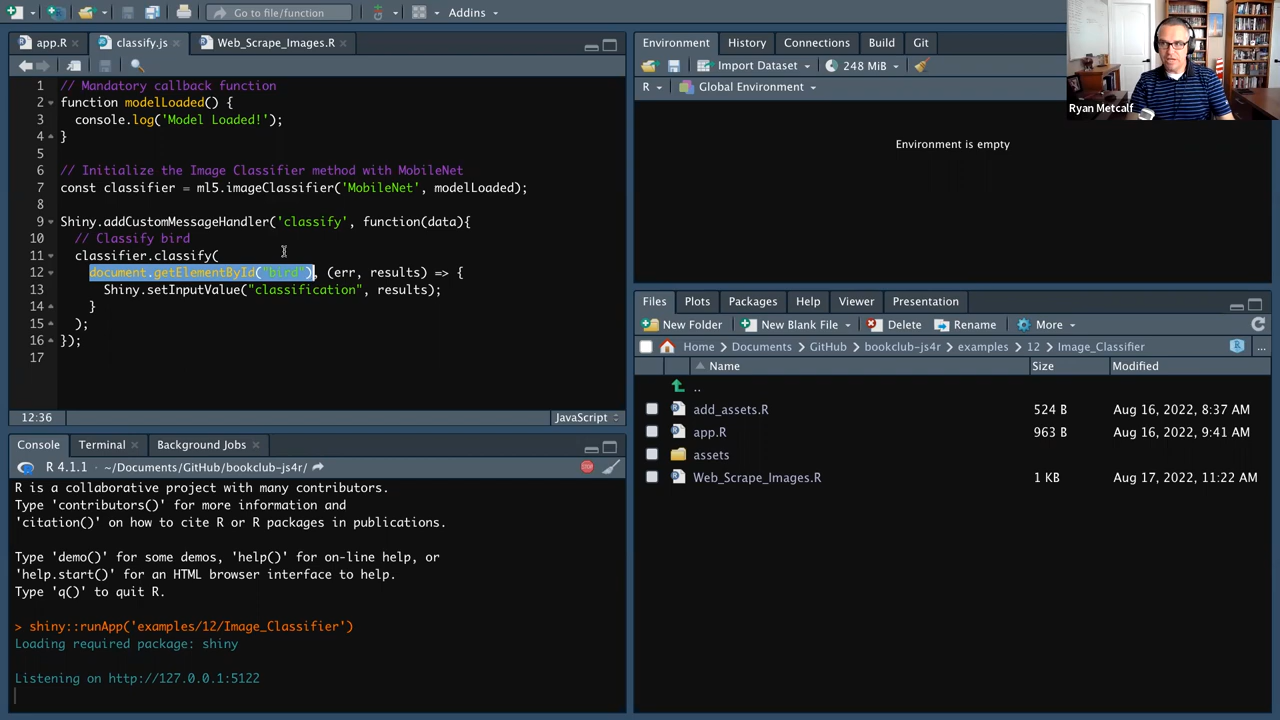 Go to file/function
Addins
app.R
classify.js
Web_Scrape_Images.R
1 // Mandatory callback function
2 function modelLoaded() {
3 console.log('Model Loaded!');
4 }
5
6 // Initialize the Image Classifier method with MobileNet
7 const classifier = ml5.imageClassifier('MobileNet', modelLoaded);
8
9 Shiny.addCustomMessageHandler('classify', function(data){
10 // Classify bird
11 classifier.classify(
12 document.getElementById("bird"), (err, results) => {
13 Shiny.setInputValue("classification", results);
14 }
15 );
16 });
17
12:36
JavaScript
Console
Terminal
Background Jobs
R 4.1.1 · ~/Documents/GitHub/bookclub-js4r/
R is a collaborative project with many contributors.
Type 'contributors()' for more information and
'citation()' on how to cite R or R packages in publications.
Type 'demo()' for some demos, 'help()' for on-line help, or
'help.start()' for an HTML browser interface to help.
Type 'q()' to quit R.
> shiny::runApp('examples/12/Image_Classifier')
Loading required package: shiny
Listening on http://127.0.0.1:5122
Environment
History
Connections
Build
Git
Import Dataset
248 MiB
R
Global Environment
Environment is empty
Ryan Metcalf
Files
Plots
Packages
Help
Viewer
Presentation
New Folder
New Blank File
Delete
Rename
More
Home
Documents
GitHub
bookclub-js4r
examples
12
Image_Classifier
...
Name
Size
Modified
..
add_assets.R 524 B Aug 16, 2022, 8:37 AM
app.R 963 B Aug 16, 2022, 9:41 AM
assets
Web_Scrape_Images.R 1 KB Aug 17, 2022, 11:22 AM